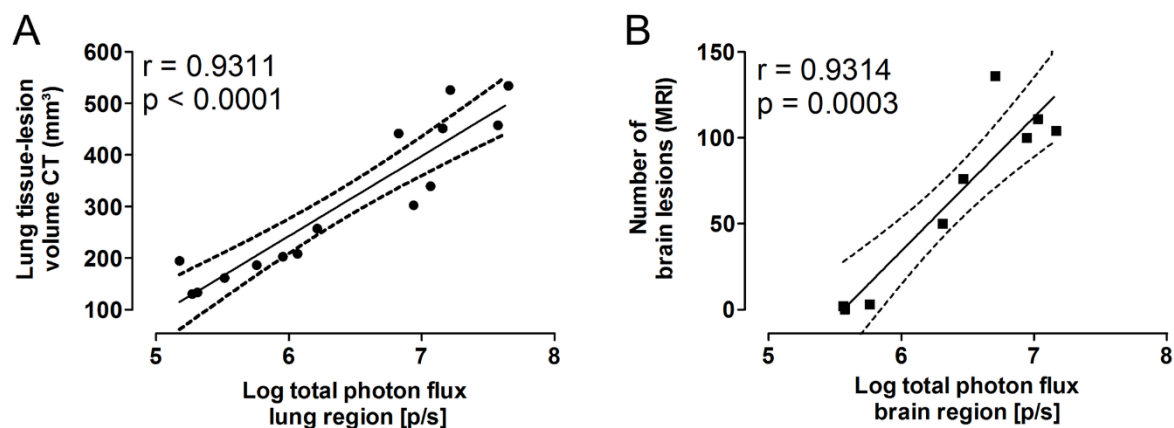 A
r = 0.9311
p < 0.0001
Lung tissue-lesion
volume CT (mm³)
600
500
400
300
200
100
5 6 7 8
Log total photon flux
lung region [p/s]
B
r = 0.9314
p = 0.0003
Number of
brain lesions (MRI)
150
100
50
0
5 6 7 8
Log total photon flux
brain region [p/s]